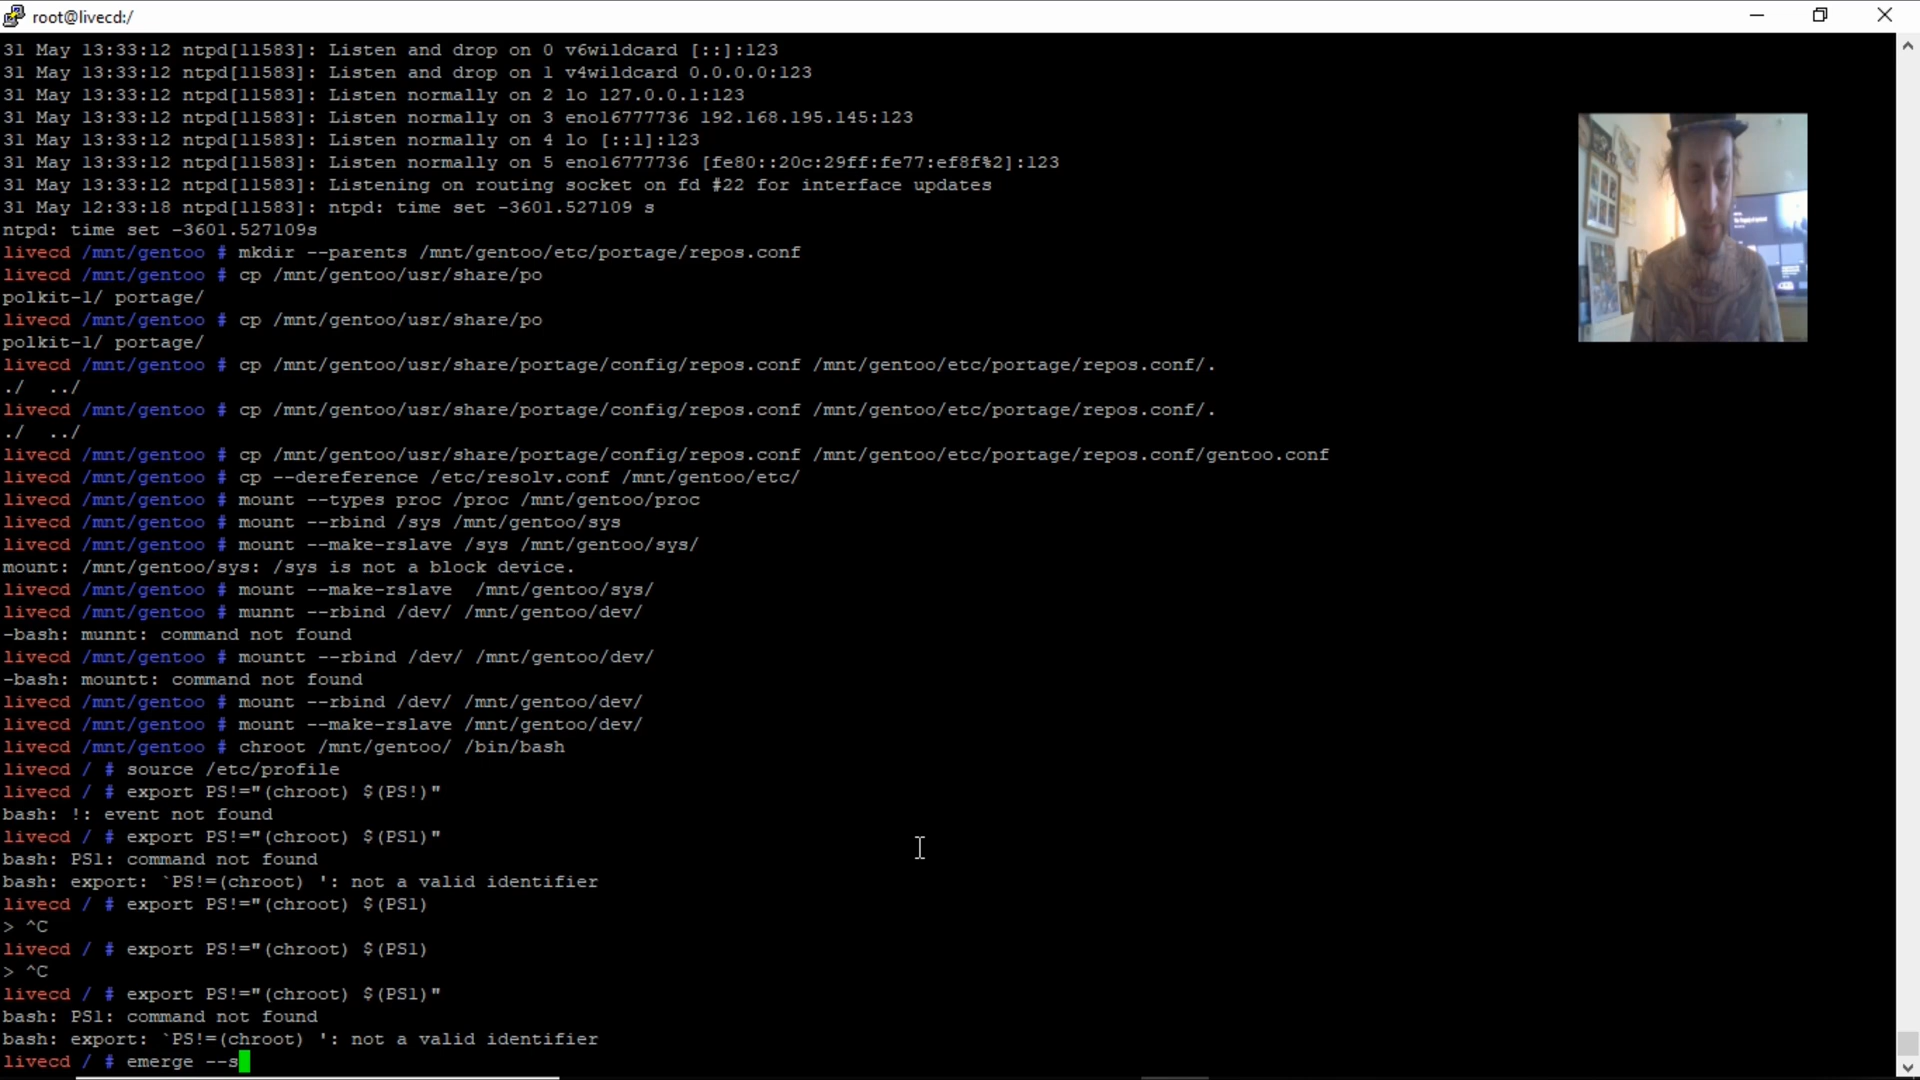 root@livecd:/
31 May 13:33:12 ntpd[11583]: Listen and drop on 0 v6wildcard [::]:123
31 May 13:33:12 ntpd[11583]: Listen and drop on 1 v4wildcard 0.0.0.0:123
31 May 13:33:12 ntpd[11583]: Listen normally on 2 lo 127.0.0.1:123
31 May 13:33:12 ntpd[11583]: Listen normally on 3 eno16777736 192.168.195.145:123
31 May 13:33:12 ntpd[11583]: Listen normally on 4 lo [::1]:123
31 May 13:33:12 ntpd[11583]: Listen normally on 5 eno16777736 [fe80::20c:29ff:fe77:ef8f%2]:123
31 May 13:33:12 ntpd[11583]: Listening on routing socket on fd #22 for interface updates
31 May 12:33:18 ntpd[11583]: ntpd: time set -3601.527109 s
ntpd: time set -3601.527109s
livecd /mnt/gentoo # mkdir --parents /mnt/gentoo/etc/portage/repos.conf
livecd /mnt/gentoo # cp /mnt/gentoo/usr/share/po
polkit-1/ portage/
livecd /mnt/gentoo # cp /mnt/gentoo/usr/share/po
polkit-1/ portage/
livecd /mnt/gentoo # cp /mnt/gentoo/usr/share/portage/config/repos.conf /mnt/gentoo/etc/portage/repos.conf/.
./  ../
livecd /mnt/gentoo # cp /mnt/gentoo/usr/share/portage/config/repos.conf /mnt/gentoo/etc/portage/repos.conf/.
./  ../
livecd /mnt/gentoo # cp /mnt/gentoo/usr/share/portage/config/repos.conf /mnt/gentoo/etc/portage/repos.conf/gentoo.conf
livecd /mnt/gentoo # cp --dereference /etc/resolv.conf /mnt/gentoo/etc/
livecd /mnt/gentoo # mount --types proc /proc /mnt/gentoo/proc
livecd /mnt/gentoo # mount --rbind /sys /mnt/gentoo/sys
livecd /mnt/gentoo # mount --make-rslave /sys /mnt/gentoo/sys/
mount: /mnt/gentoo/sys: /sys is not a block device.
livecd /mnt/gentoo # mount --make-rslave  /mnt/gentoo/sys/
livecd /mnt/gentoo # munnt --rbind /dev/ /mnt/gentoo/dev/
-bash: munnt: command not found
livecd /mnt/gentoo # mountt --rbind /dev/ /mnt/gentoo/dev/
-bash: mountt: command not found
livecd /mnt/gentoo # mount --rbind /dev/ /mnt/gentoo/dev/
livecd /mnt/gentoo # mount --make-rslave /mnt/gentoo/dev/
livecd /mnt/gentoo # chroot /mnt/gentoo/ /bin/bash
livecd / # source /etc/profile
livecd / # export PS!="(chroot) $(PS!)"
bash: !: event not found
livecd / # export PS!="(chroot) $(PS1)"
bash: PS1: command not found
bash: export: `PS!=(chroot) ': not a valid identifier
livecd / # export PS!="(chroot) $(PS1)
> ^C
livecd / # export PS!="(chroot) $(PS1)
> ^C
livecd / # export PS!="(chroot) $(PS1)"
bash: PS1: command not found
bash: export: `PS!=(chroot) ': not a valid identifier
livecd / # emerge --s